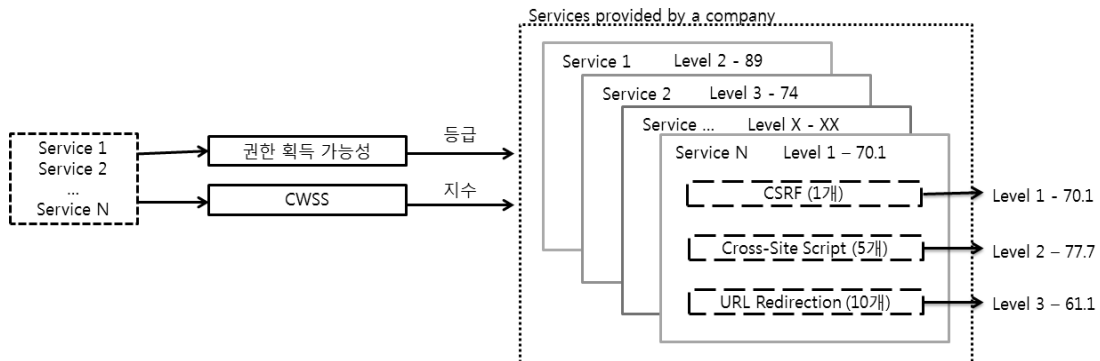 Services provided by a company
Service 1 Level 2 - 89
Service 2 Level 3 - 74
Service ... Level X - XX
Service N Level 1 – 70.1
Service 1
Service 2
...
Service N
권한 획득 가능성
등급
CWSS
지수
CSRF (1개)
Level 1 - 70.1
Cross-Site Script (5개)
Level 2 – 77.7
URL Redirection (10개)
Level 3 – 61.1